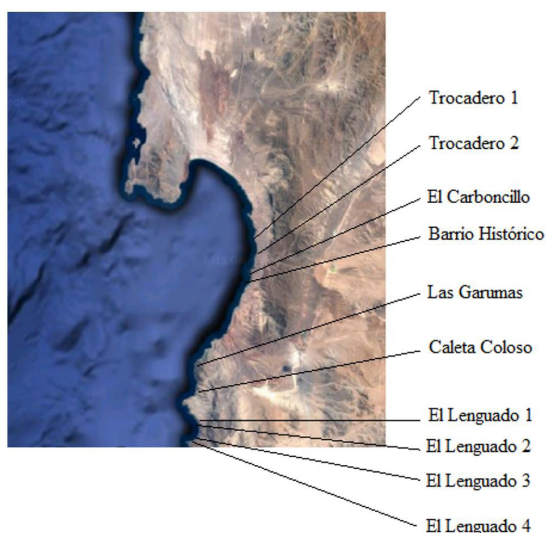 Trocadero 1
Trocadero 2
El Carboncillo
Barrio Histórico
Las Garumas
Caleta Coloso
El Lenguado 1
El Lenguado 2
El Lenguado 3
El Lenguado 4